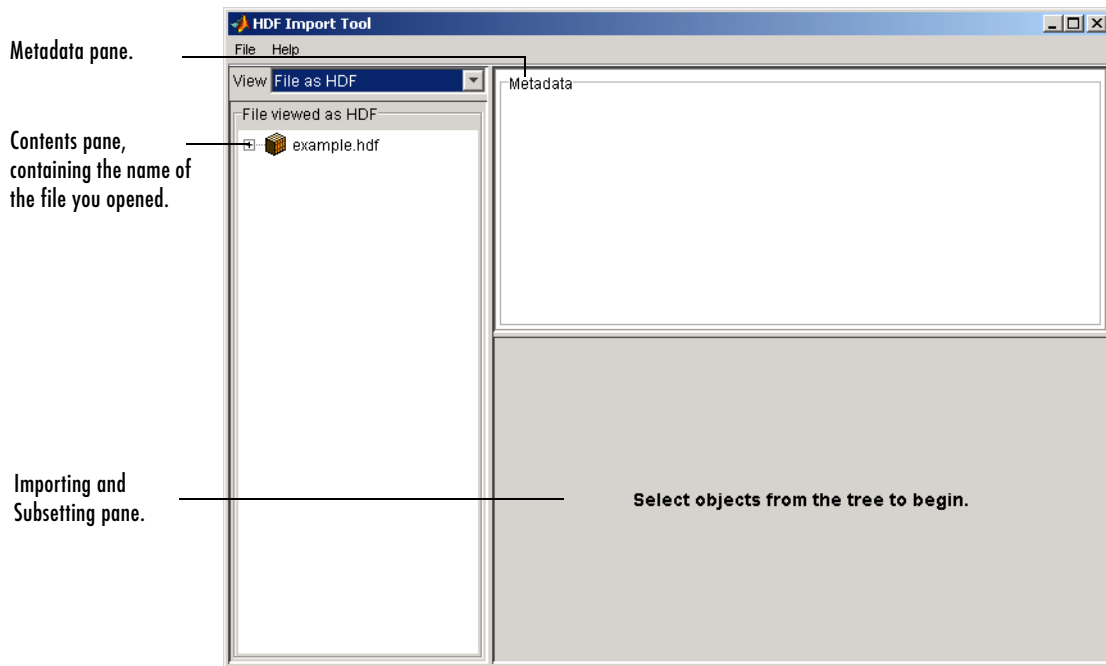 HDF Import Tool
File Help
Metadata pane.
View File as HDF
Metadata
File viewed as HDF
Contents pane,
containing the name of
the file you opened.
example.hdf
Importing and
Subsetting pane.
Select objects from the tree to begin.